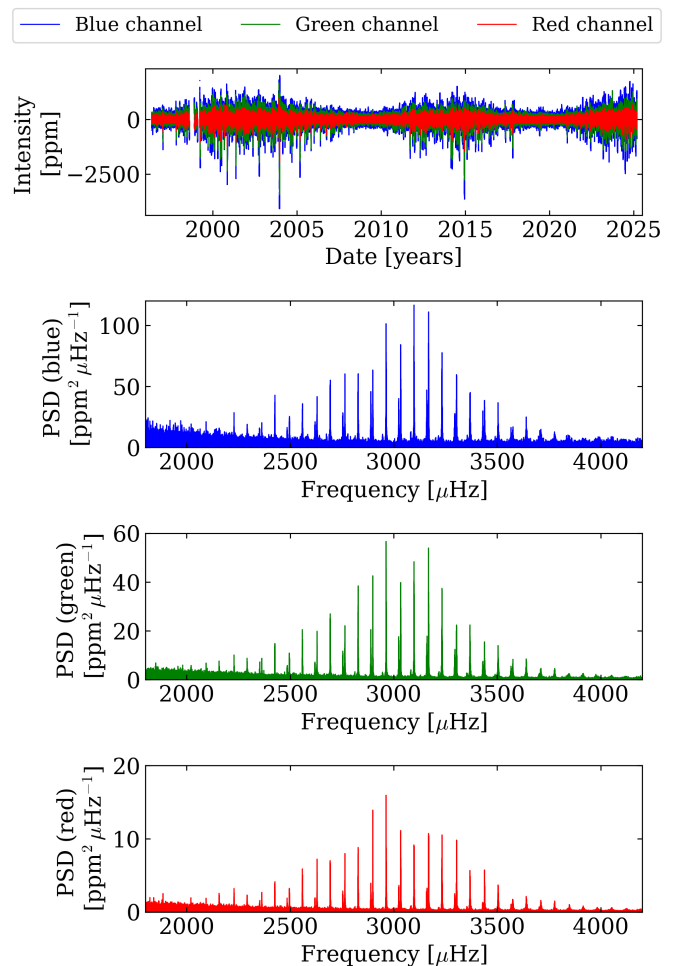 Blue channel Green channel Red channel
0
−2500
Intensity
[ppm]
2000 2005 2010 2015 2020 2025
Date [years]
100
50
0
PSD (blue)
[ppm² μHz⁻¹]
2000 2500 3000 3500 4000
Frequency [μHz]
60
40
20
0
PSD (green)
[ppm² μHz⁻¹]
2000 2500 3000 3500 4000
Frequency [μHz]
20
10
0
PSD (red)
[ppm² μHz⁻¹]
2000 2500 3000 3500 4000
Frequency [μHz]